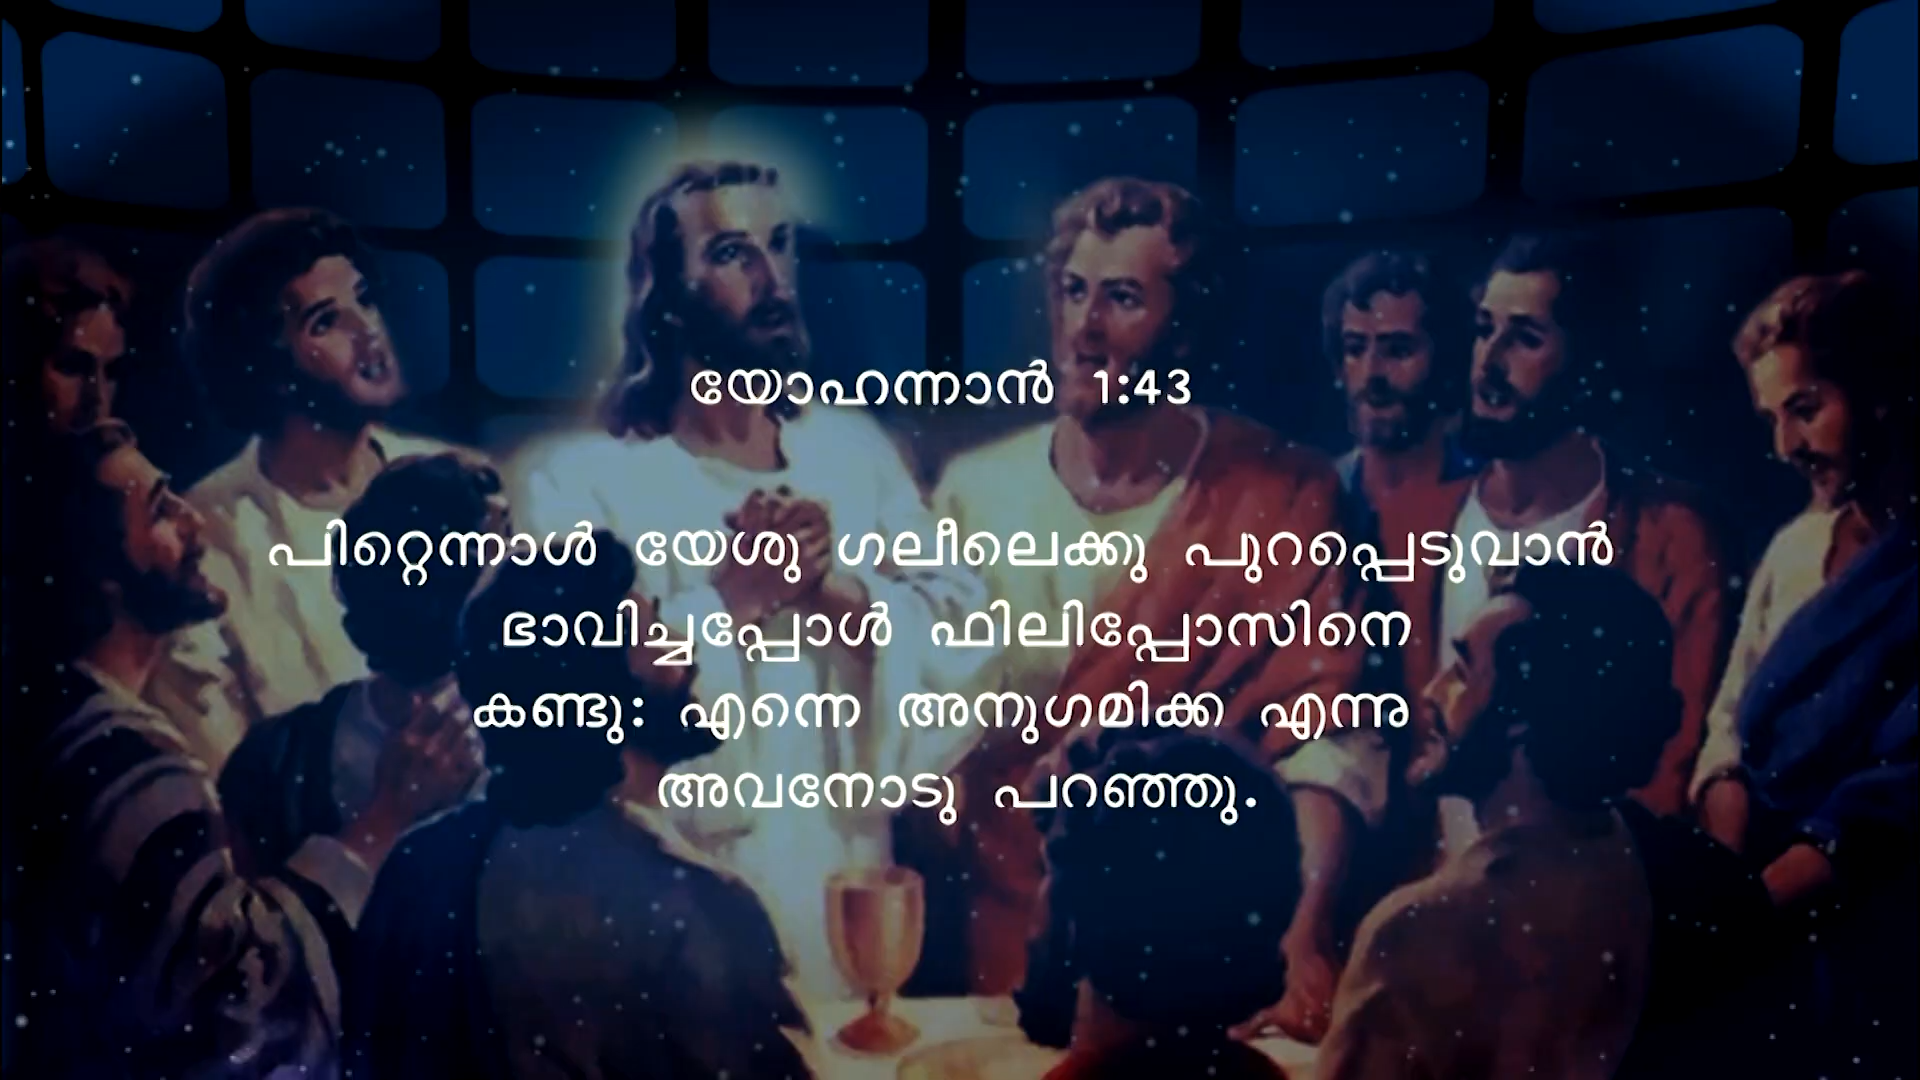 യോഹന്നാൻ 1:43
പിറ്റെന്നാൾ യേശു ഗലീലെക്കു പുറപ്പെടുവാൻ
ഭാവിച്ചപ്പോൾ ഫിലിപ്പോസിനെ
കണ്ടു: എന്നെ അനുഗമിക്ക എന്നു
അവനോടു പറഞ്ഞു.